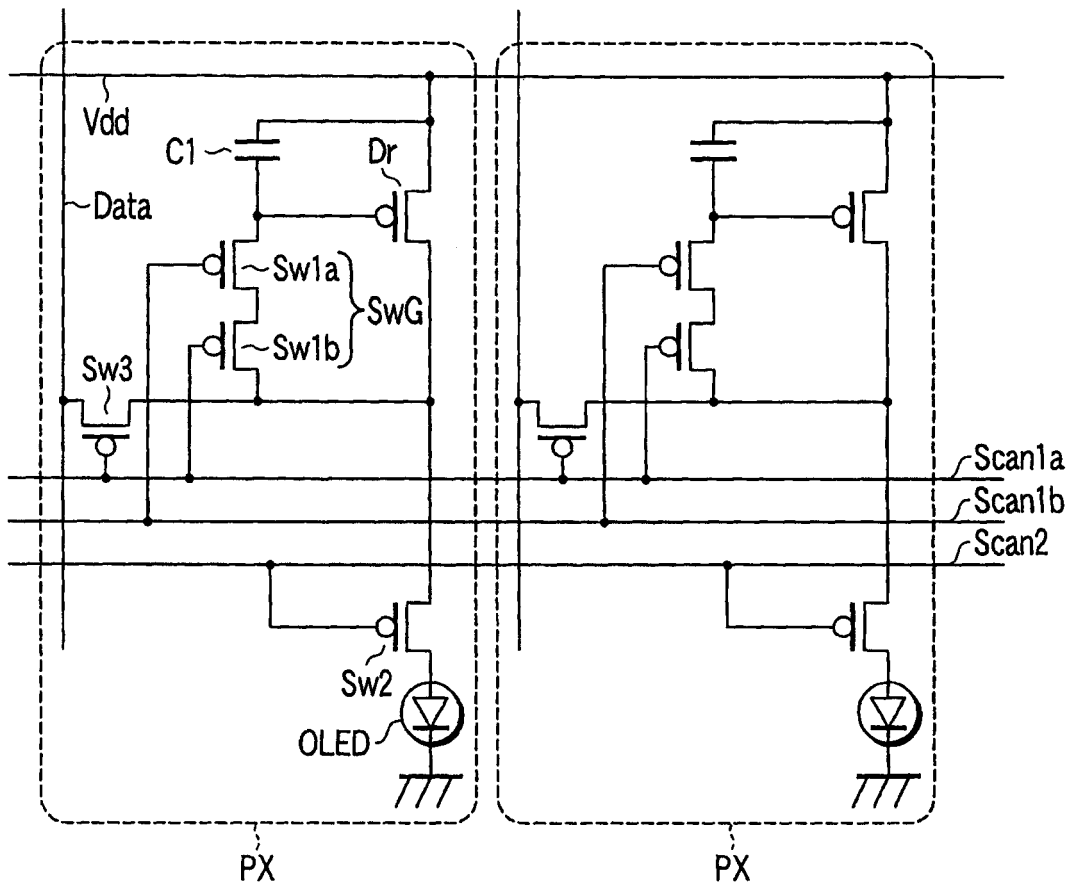 Vdd
C1
Dr
Data
Sw1a
SwG
Sw1b
Sw3
Scan1a
Scan1b
Scan2
Sw2
OLED
PX
PX